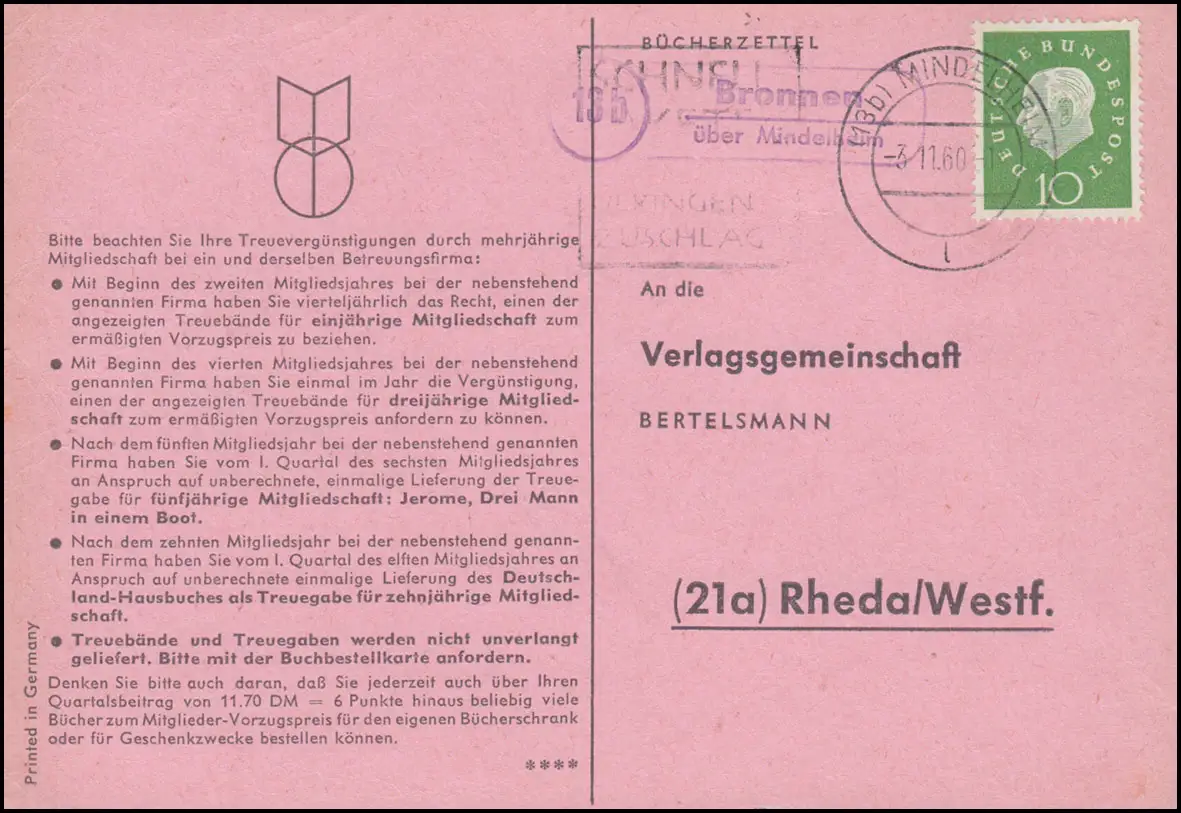 Bitte beachten Sie Ihre Treuevergünstigungen durch mehrjährige
Mitgliedschaft bei ein und derselben Betreuungsfirma:
● Mit Beginn des zweiten Mitgliedsjahres bei der nebenstehend
genannten Firma haben Sie vierteljährlich das Recht, einen der
angezeigten Treuebände für einjährige Mitgliedschaft zum
ermäßigten Vorzugspreis zu beziehen.
● Mit Beginn des vierten Mitgliedsjahres bei der nebenstehend
genannten Firma haben Sie einmal im Jahr die Vergünstigung,
einen der angezeigten Treuebände für dreijährige Mitglied-
schaft zum ermäßigten Vorzugspreis anfordern zu können.
● Nach dem fünften Mitgliedsjahr bei der nebenstehend genannten
Firma haben Sie vom I. Quartal des sechsten Mitgliedsjahres
an Anspruch auf unberechnete, einmalige Lieferung der Treue-
gabe für fünfjährige Mitgliedschaft: Jerome, Drei Mann
in einem Boot.
● Nach dem zehnten Mitgliedsjahr bei der nebenstehend genann-
ten Firma haben Sie vom I. Quartal des elften Mitgliedsjahres an
Anspruch auf unberechnete einmalige Lieferung des Deutsch-
land-Hausbuches als Treuegabe für zehnjährige Mitglied-
schaft.
● Treuebände und Treuegaben werden nicht unverlangt
geliefert. Bitte mit der Buchbestellkarte anfordern.
Denken Sie bitte auch daran, daß Sie jederzeit auch über Ihren
Quartalsbeitrag von 11.70 DM = 6 Punkte hinaus beliebig viele
Bücher zum Mitglieder-Vorzugspreis für den eigenen Bücherschrank
oder für Geschenkzwecke bestellen können.
****
Printed in Germany
BÜCHERZETTEL
SCHNELL
13b
Bronnen
über Mindelheim
ZUSCHLAG
(13b) MINDELHEIM
-3.11.60
1
DEUTSCHE BUNDESPOST
10
An die
Verlagsgemeinschaft
BERTELSMANN
(21a) Rheda/Westf.